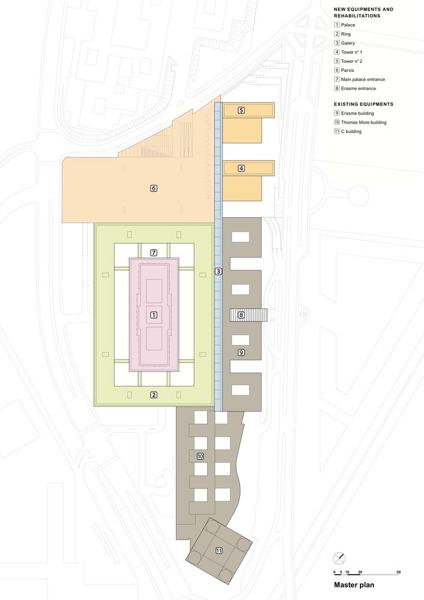 NEW EQUIPMENTS AND
REHABILITATIONS
1 Palace
2 Ring
3 Galery
4 Tower n° 1
5 Tower n° 2
6 Parvis
7 Main palace entrance
8 Erasme entrance
EXISTING EQUIPMENTS
9 Erasme building
10 Thomas More building
11 C building
5
4
6
7
3
1
8
9
2
10
11
0 5 10 20 50
Master plan